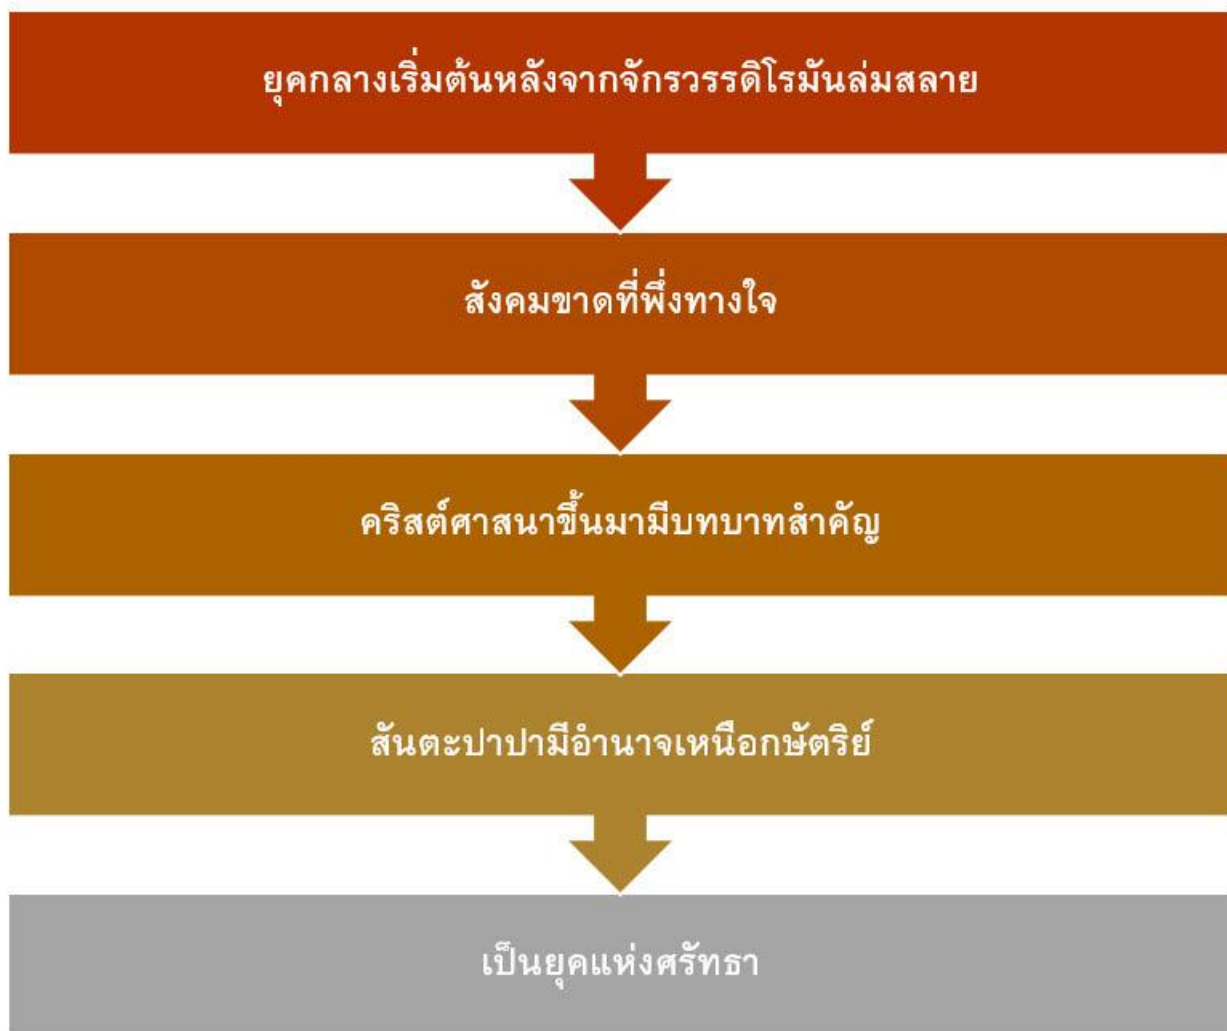 ยุคกลางเริ่มต้นหลังจากจักรวรรดิโรมันล่มสลาย
สังคมขาดที่พึ่งทางใจ
คริสต์ศาสนาขึ้นมามีบทบาทสำคัญ
สันตะปาปามีอำนาจเหนือกษัตริย์
เป็นยุคแห่งศรัทธา